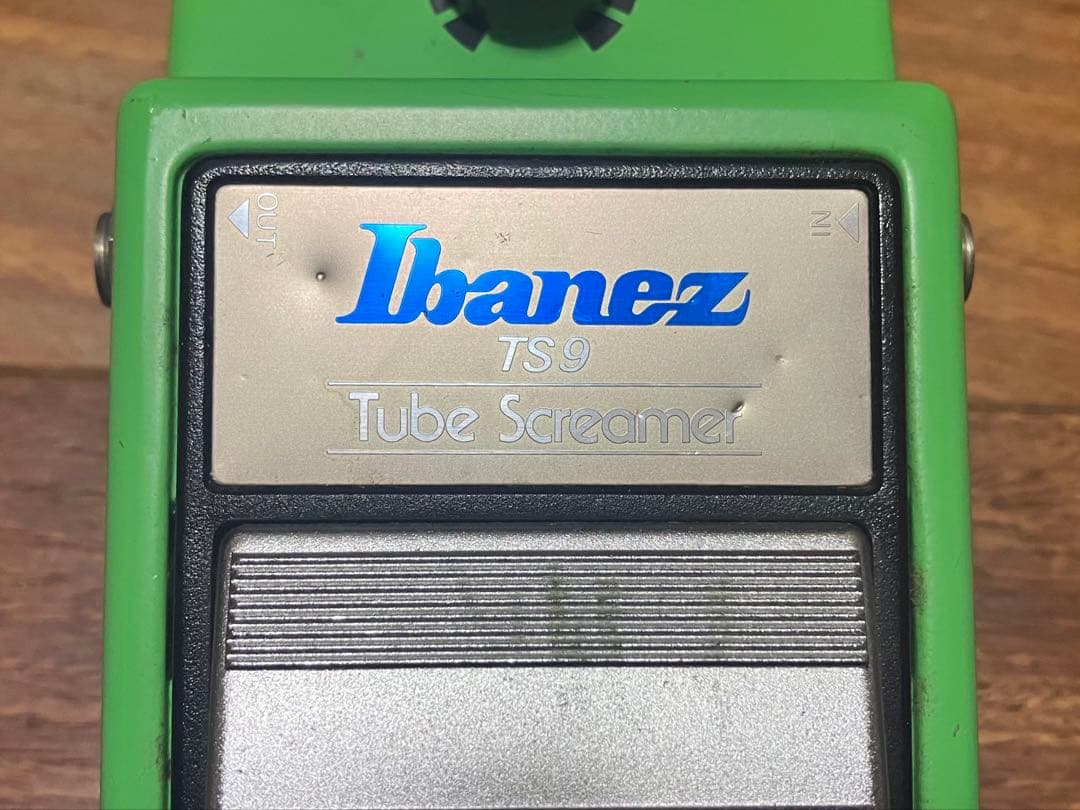 OUT
IN
Ibanez
TS9
Tube Screamer